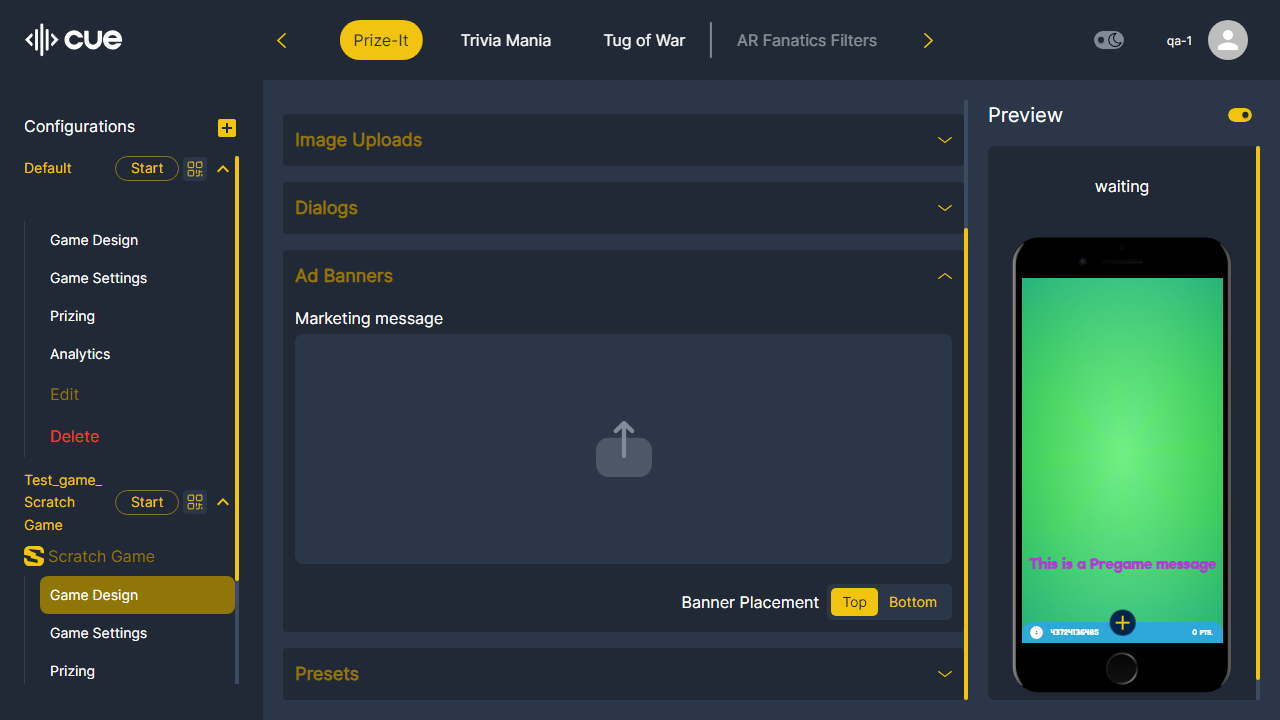 cue
Prize-It
Trivia Mania
Tug of War
AR Fanatics Filters
qa-1
Configurations
Default
Start
Game Design
Game Settings
Prizing
Analytics
Edit
Delete
Test_game_
Scratch
Game
Start
Scratch Game
Game Design
Game Settings
Prizing
Image Uploads
Dialogs
Ad Banners
Marketing message
Banner Placement
Top
Bottom
Presets
Preview
waiting
This is a Pregame message
437241136485
0 PTS.